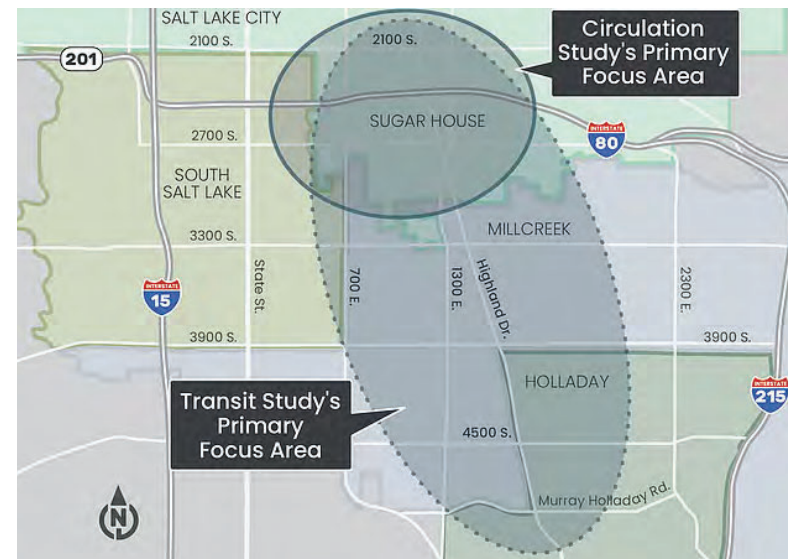 SALT LAKE CITY
2100 S.
2100 S.
Circulation
Study's Primary
Focus Area
201
SUGAR HOUSE
INTERSTATE
80
2700 S.
SOUTH
SALT LAKE
MILLCREEK
3300 S.
State St.
700 E.
1300 E.
Highland Dr.
2300 E.
INTERSTATE
15
3900 S.
3900 S.
HOLLADAY
INTERSTATE
215
Transit Study's
Primary
Focus Area
4500 S.
Murray Holladay Rd.
N